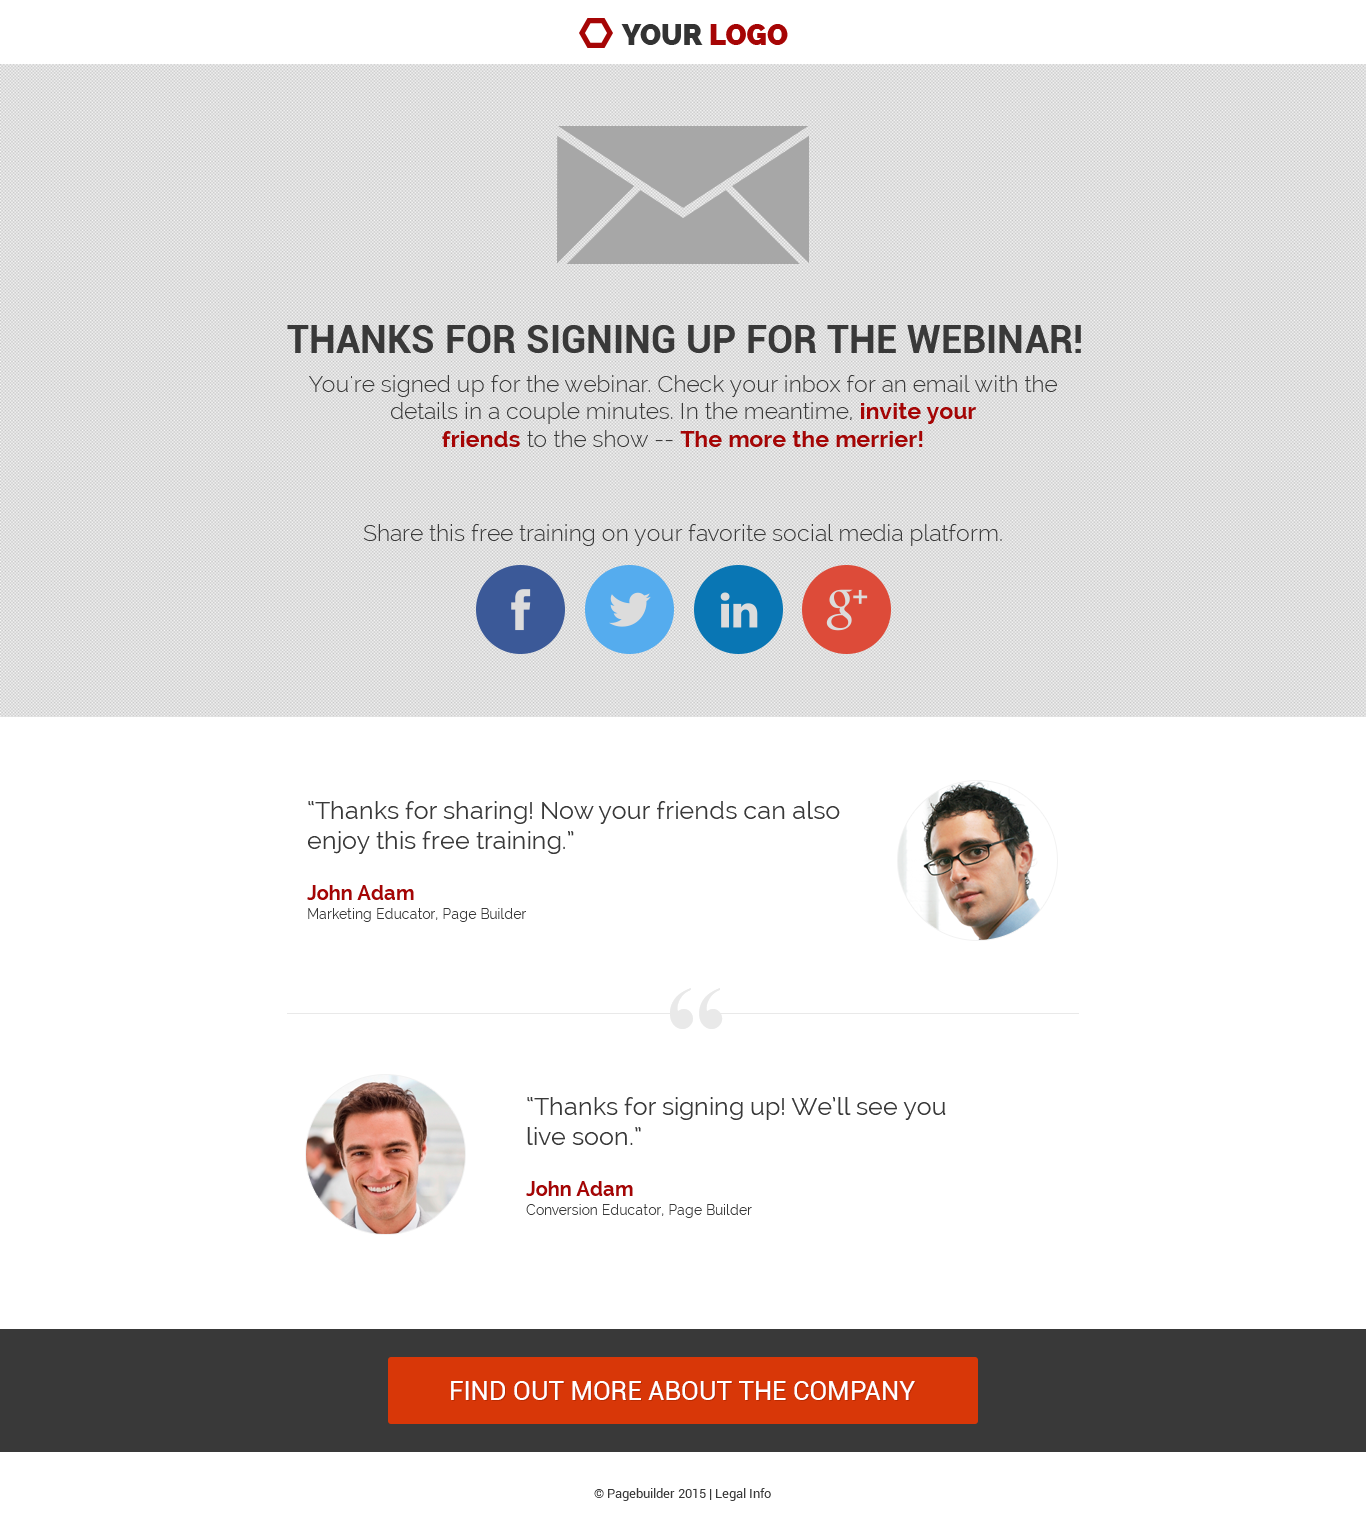 YOUR LOGO
THANKS FOR SIGNING UP FOR THE WEBINAR!
You're signed up for the webinar. Check your inbox for an email with the
details in a couple minutes. In the meantime, invite your
friends to the show -- The more the merrier!
Share this free training on your favorite social media platform.
f in g+
“Thanks for sharing! Now your friends can also
enjoy this free training.”
John Adam
Marketing Educator, Page Builder
“Thanks for signing up! We’ll see you
live soon.”
John Adam
Conversion Educator, Page Builder
FIND OUT MORE ABOUT THE COMPANY
© Pagebuilder 2015 | Legal Info